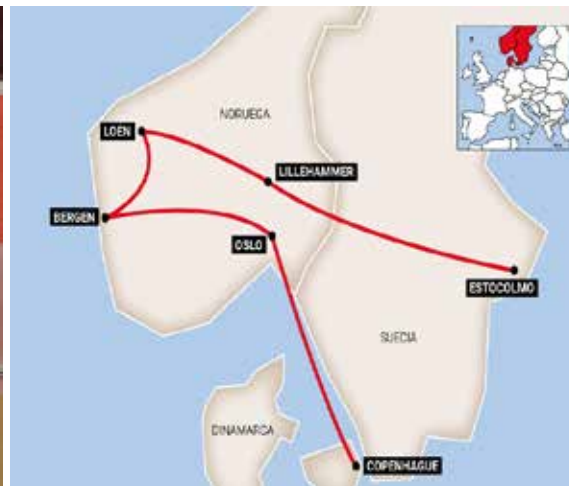 NORUEGA
LOEN
LILLEHAMMER
BERGEN
OSLO
ESTOCOLMO
SUECIA
DINAMARCA
COPENHAGUE